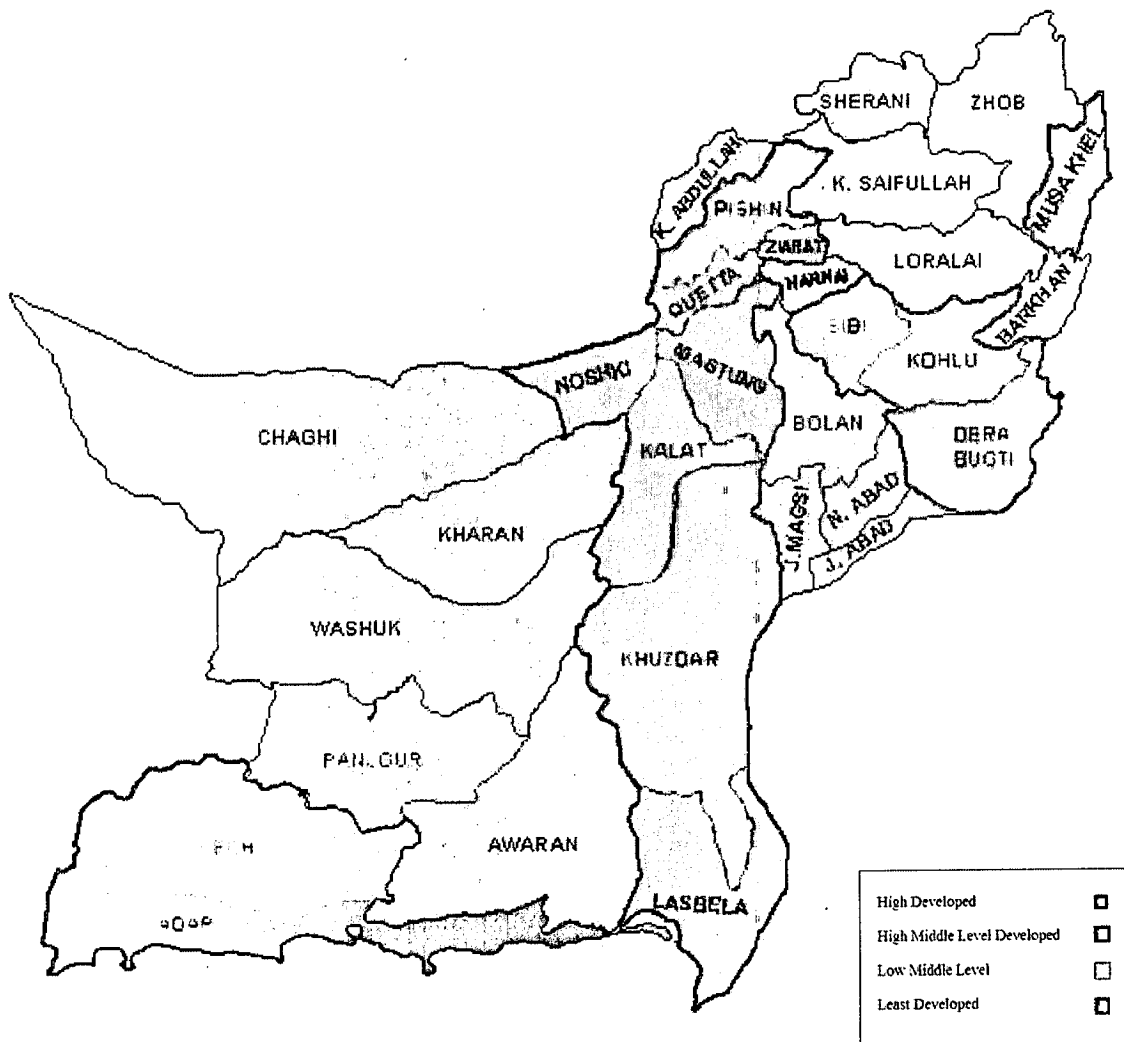 SHERANI
ZHOB
MUSA KHEL
K. ABDULLAH
K. SAIFULLAH
PISHIN
ZIARAT
LORALAI
HARNAI
QUETTA
BARKHAN
SIBI
KOHLU
NOSHKI
MASTUNG
CHAGHI
KALAT
BOLAN
DERA
BUGTI
N. ABAD
J.MAGSI
J. ABAD
KHARAN
WASHUK
KHUZDAR
AWARAN
LASBELA
High Developed
High Middle Level Developed
Low Middle Level
Least Developed